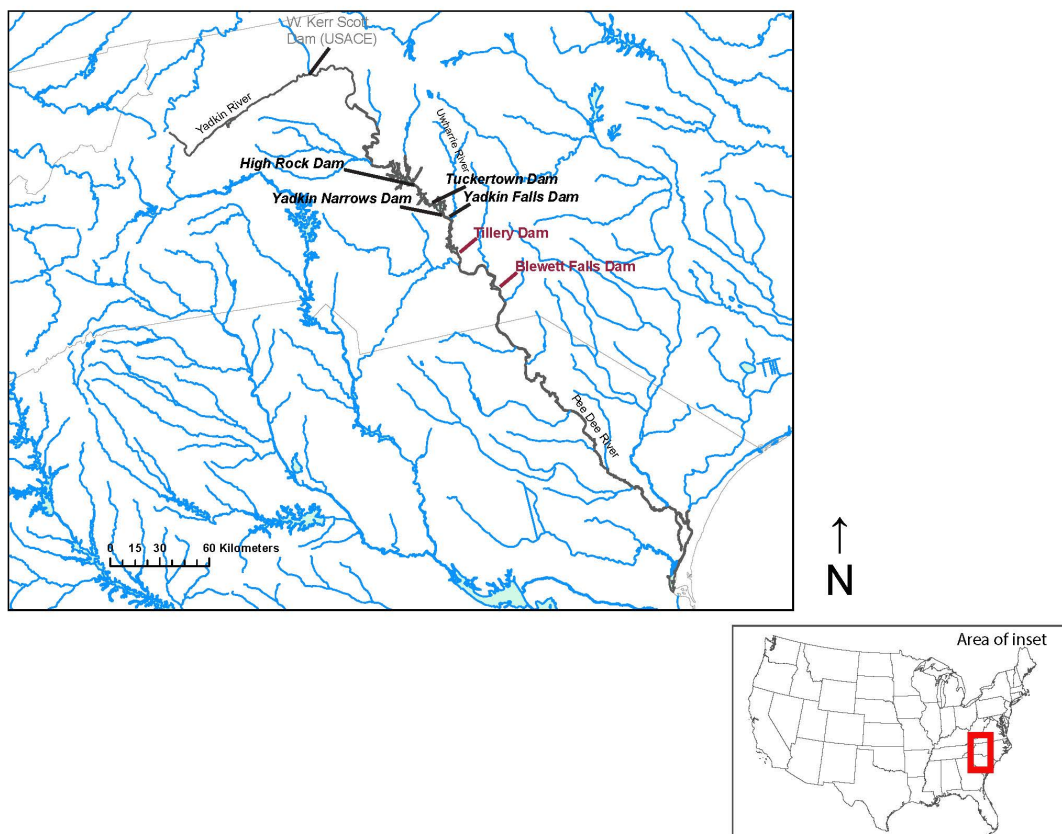 W. Kerr Scott
Dam (USACE)
Yadkin River
Uwharrie River
High Rock Dam
Tuckertown Dam
Yadkin Narrows Dam
Yadkin Falls Dam
Tillery Dam
Blewett Falls Dam
Pee Dee River
0 15 30 60 Kilometers
N
Area of inset